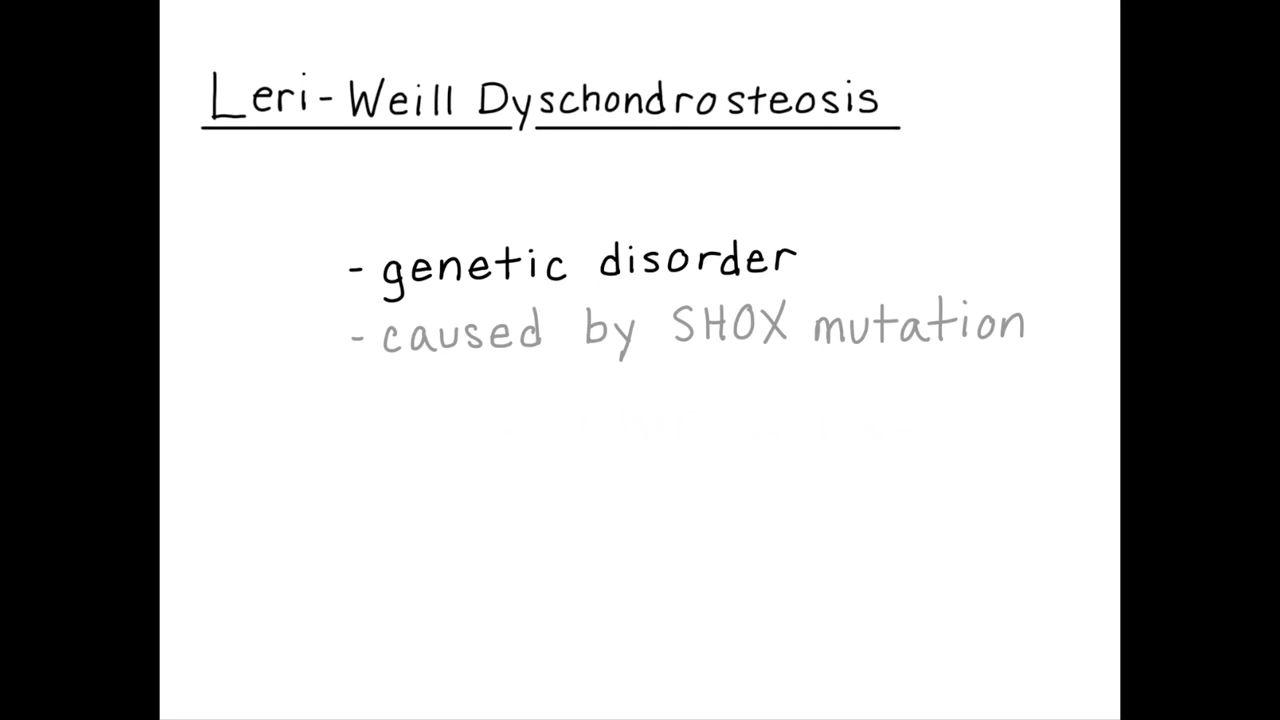 Leri-Weill Dyschondrosteosis
- genetic disorder
- caused by SHOX mutation